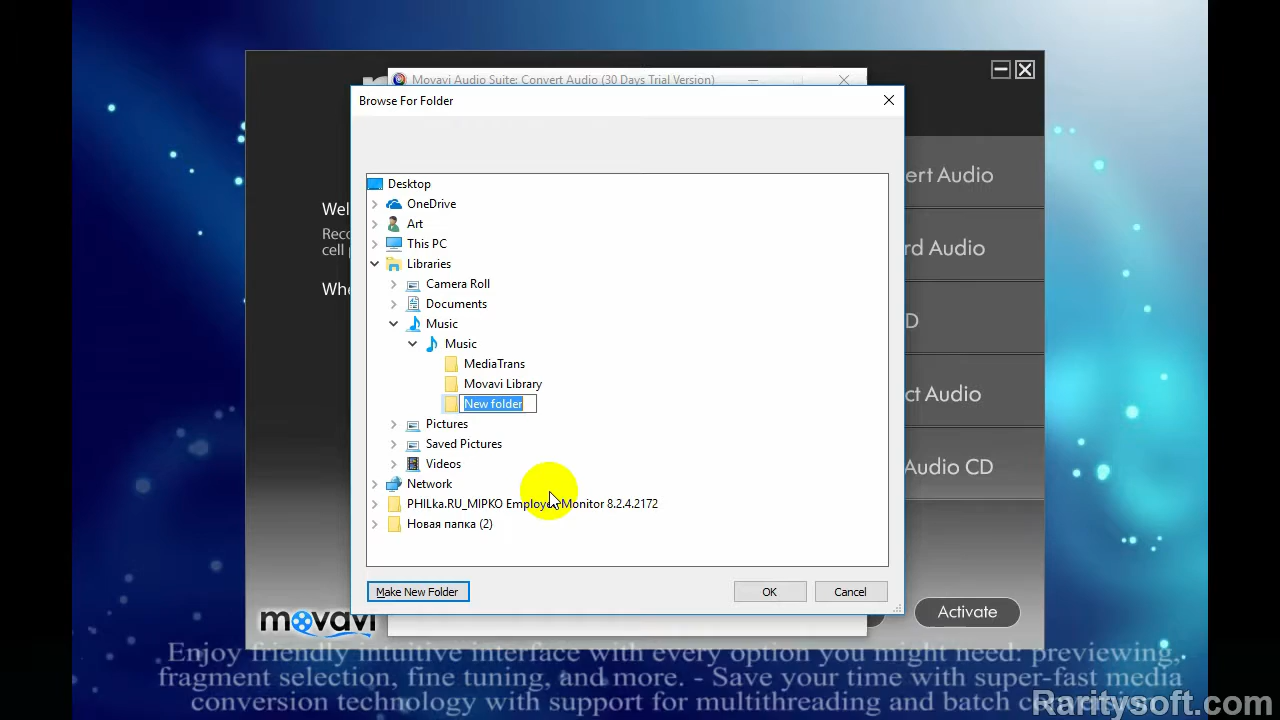 Movavi Audio Suite: Convert Audio (30 Days Trial Version)
Browse For Folder
Desktop
OneDrive
Art
This PC
Libraries
Camera Roll
Documents
Music
Music
MediaTrans
Movavi Library
New folder
Pictures
Saved Pictures
Videos
Network
PHILka.RU_MIPKO Employee Monitor 8.2.4.2172
Новая папка (2)
Make New Folder
OK
Cancel
Wel
Reco
cell
Whe
ert Audio
rd Audio
D
ct Audio
Audio CD
movavi
Activate
Enjoy friendly intuitive interface with every option you might need: previewing,
fragment selection, fine tuning, and more. - Save your time with super-fast media
conversion technology with support for multithreading and batch
Raritysoft.com